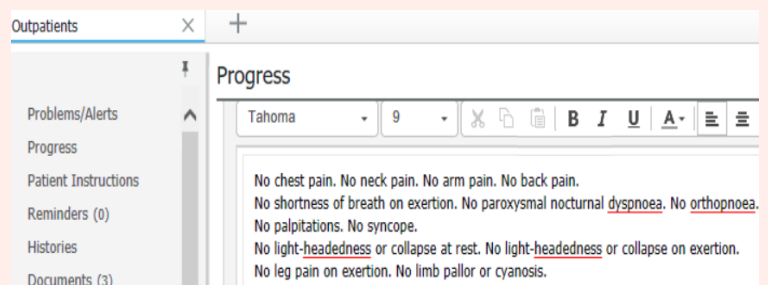 Outpatients
Progress
Tahoma
9
B I U A
Problems/Alerts
Progress
Patient Instructions
Reminders (0)
Histories
Documents (3)
No chest pain. No neck pain. No arm pain. No back pain.
No shortness of breath on exertion. No paroxysmal nocturnal dyspnoea. No orthopnoea.
No palpitations. No syncope.
No light-headedness or collapse at rest. No light-headedness or collapse on exertion.
No leg pain on exertion. No limb pallor or cyanosis.